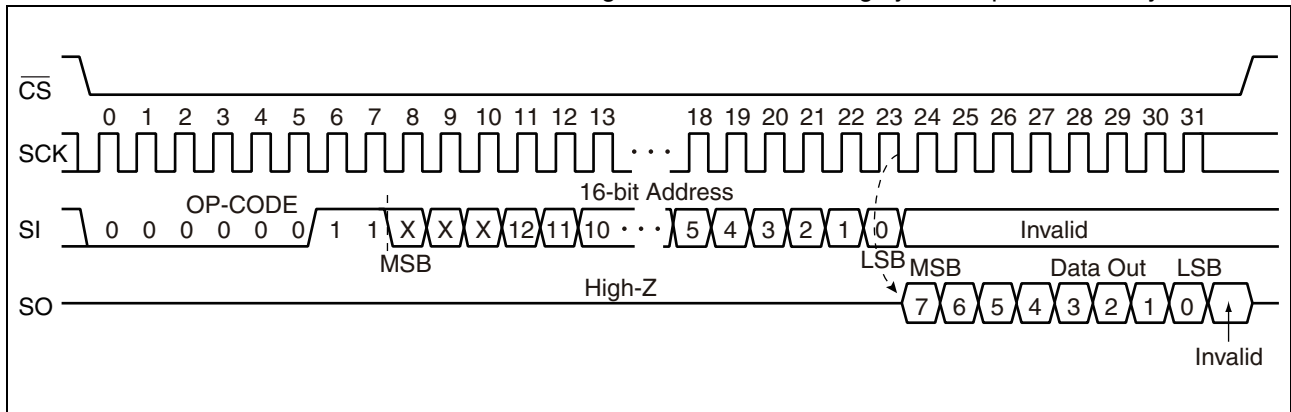 CS
0 1 2 3 4 5 6 7 8 9 10 11 12 13 18 19 20 21 22 23 24 25 26 27 28 29 30 31
SCK ···
OP-CODE 16-bit Address
SI 0 0 0 0 0 0 1 1 X X X 12 11 10 ··· 5 4 3 2 1 0 Invalid
MSB LSB MSB Data Out LSB
High-Z
SO 7 6 5 4 3 2 1 0
Invalid